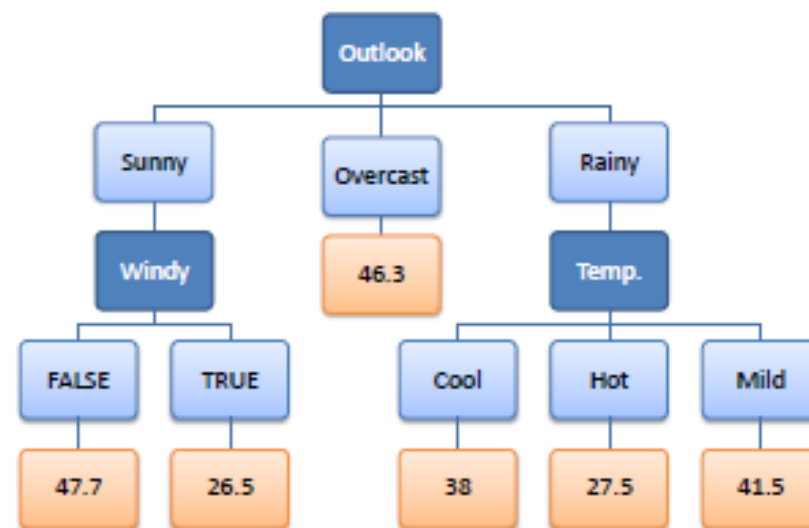 Outlook
Sunny
Overcast
Rainy
Windy
46.3
Temp.
FALSE
TRUE
Cool
Hot
Mild
47.7
26.5
38
27.5
41.5